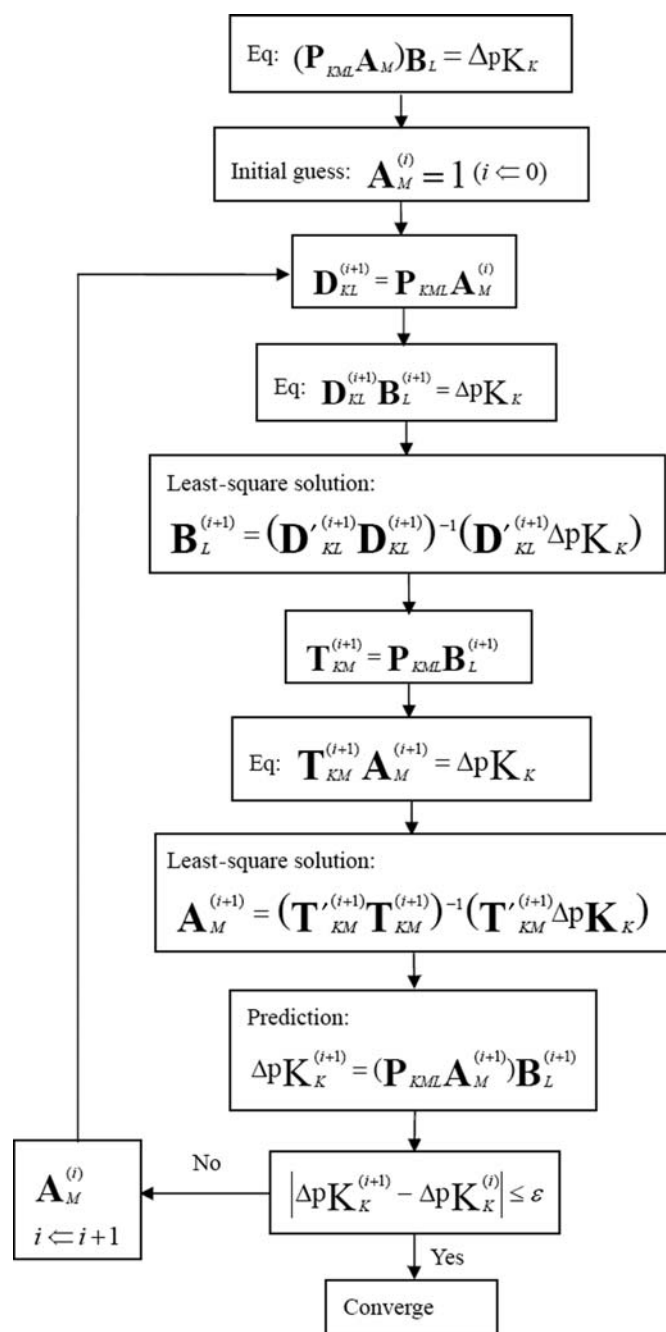 Eq: (P_KML A_M)B_L = ΔpK_K
Initial guess: A_M^(i) = 1 (i ⇐ 0)
D_KL^(i+1) = P_KML A_M^(i)
Eq: D_KL^(i+1) B_L^(i+1) = ΔpK_K
Least-square solution:
B_L^(i+1) = (D'_KL^(i+1) D_KL^(i+1))^−1 (D'_KL^(i+1) ΔpK_K)
T_KM^(i+1) = P_KML B_L^(i+1)
Eq: T_KM^(i+1) A_M^(i+1) = ΔpK_K
Least-square solution:
A_M^(i+1) = (T'_KM^(i+1) T_KM^(i+1))^−1 (T'_KM^(i+1) ΔpK_K)
Prediction:
ΔpK_K^(i+1) = (P_KML A_M^(i+1))B_L^(i+1)
No
A_M^(i)
i ⇐ i+1
|ΔpK_K^(i+1) − ΔpK_K^(i)| ≤ ε
Yes
Converge